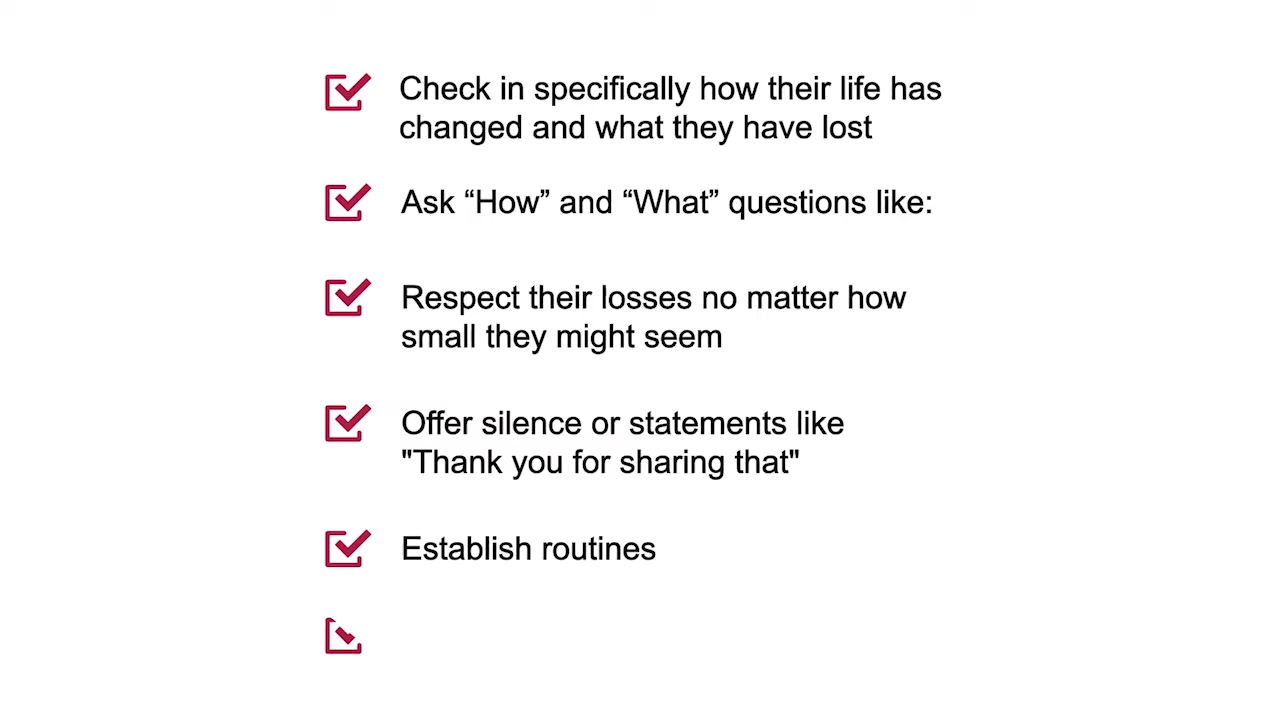 Check in specifically how their life has
changed and what they have lost
Ask “How” and “What” questions like:
Respect their losses no matter how
small they might seem
Offer silence or statements like
"Thank you for sharing that"
Establish routines